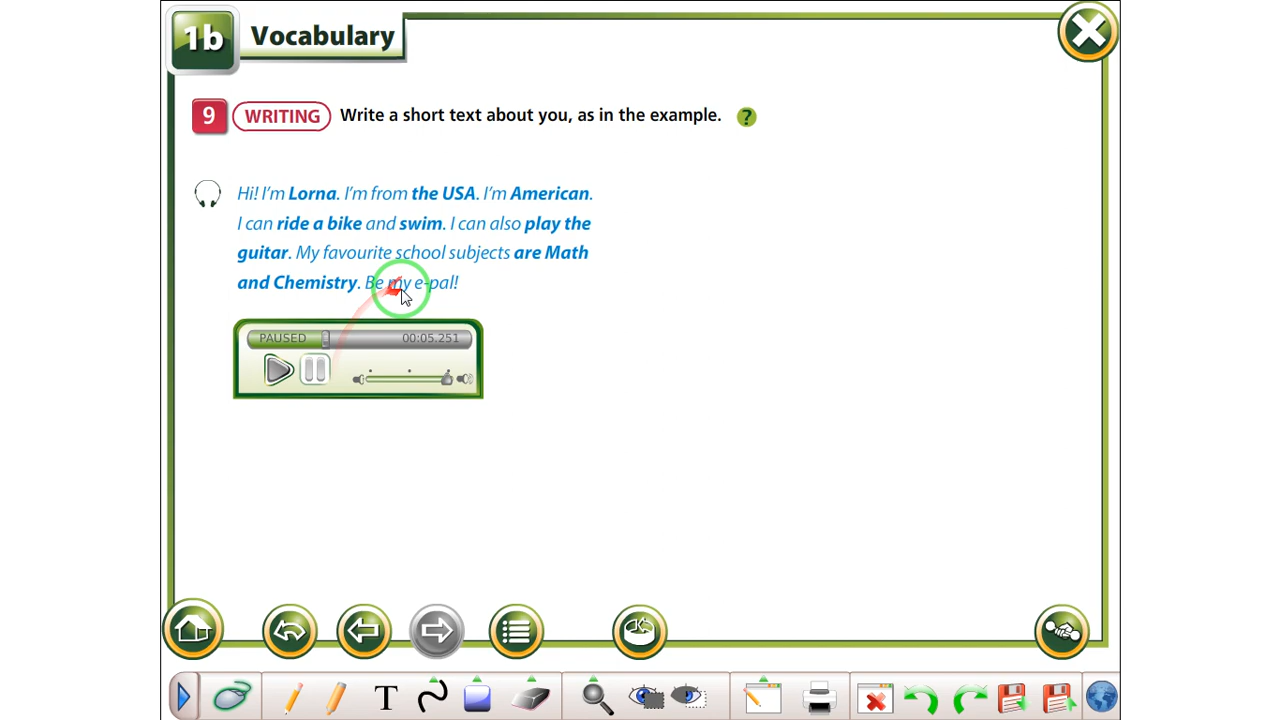 1b Vocabulary
9 WRITING Write a short text about you, as in the example. ?
Hi! I'm Lorna. I'm from the USA. I'm American.
I can ride a bike and swim. I can also play the
guitar. My favourite school subjects are Math
and Chemistry. Be my e-pal!
PAUSED 00:05.251
T